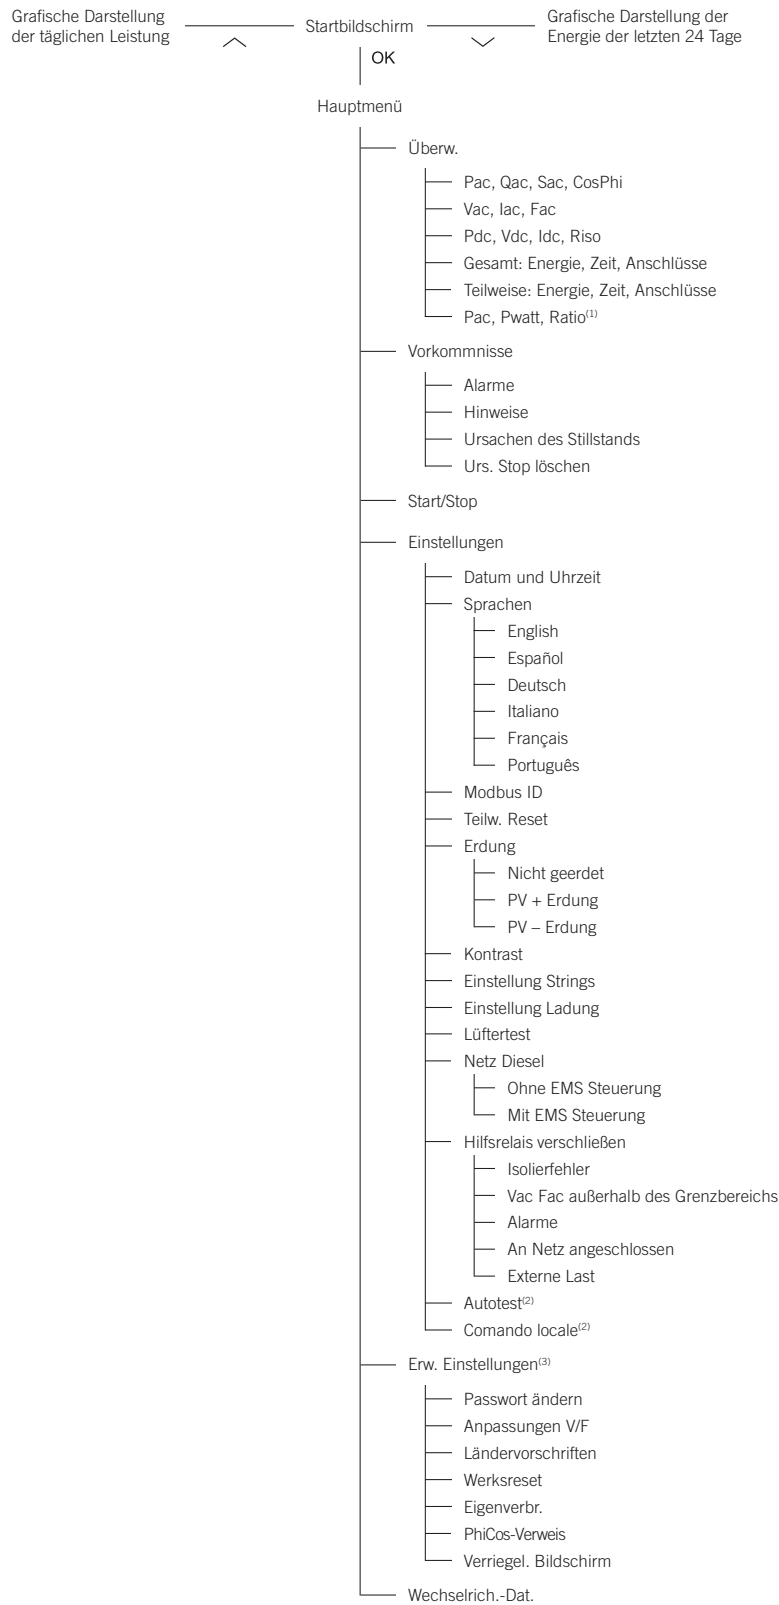 Grafische Darstellung
der täglichen Leistung
Startbildschirm
Grafische Darstellung der
Energie der letzten 24 Tage
OK
Hauptmenü
Überw.
Pac, Qac, Sac, CosPhi
Vac, Iac, Fac
Pdc, Vdc, Idc, Riso
Gesamt: Energie, Zeit, Anschlüsse
Teilweise: Energie, Zeit, Anschlüsse
Pac, Pwatt, Ratio(1)
Vorkommnisse
Alarme
Hinweise
Ursachen des Stillstands
Urs. Stop löschen
Start/Stop
Einstellungen
Datum und Uhrzeit
Sprachen
English
Español
Deutsch
Italiano
Français
Português
Modbus ID
Teilw. Reset
Erdung
Nicht geerdet
PV + Erdung
PV – Erdung
Kontrast
Einstellung Strings
Einstellung Ladung
Lüftertest
Netz Diesel
Ohne EMS Steuerung
Mit EMS Steuerung
Hilfsrelais verschließen
Isolierfehler
Vac Fac außerhalb des Grenzbereichs
Alarme
An Netz angeschlossen
Externe Last
Autotest(2)
Comando locale(2)
Erw. Einstellungen(3)
Passwort ändern
Anpassungen V/F
Ländervorschriften
Werksreset
Eigenverbr.
PhiCos-Verweis
Verriegel. Bildschirm
Wechselrich.-Dat.